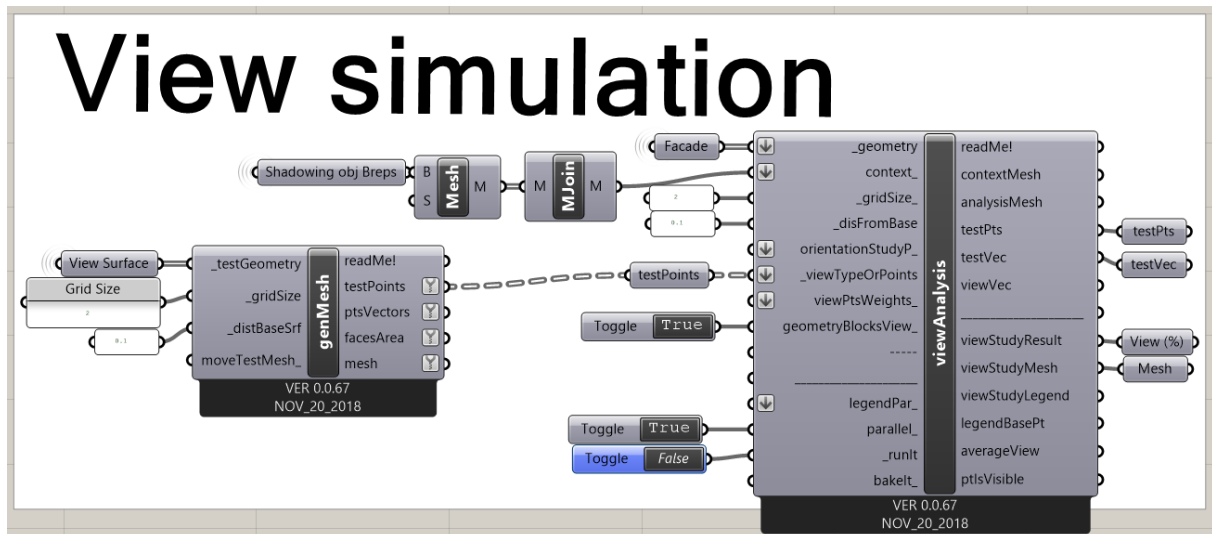 View simulation
Shadowing obj Breps
B
S
Mesh
M
M
MJoin
M
Facade
2
0.1
View Surface
Grid Size
2
0.1
_testGeometry
_gridSize
_distBaseSrf
moveTestMesh_
genMesh
readMe!
testPoints
ptsVectors
facesArea
mesh
VER 0.0.67
NOV_20_2018
testPoints
Toggle True
Toggle True
Toggle False
_geometry
context_
_gridSize_
_disFromBase
orientationStudyP_
_viewTypeOrPoints
viewPtsWeights_
geometryBlocksView_
-----
____________________
legendPar_
parallel_
_runIt
bakeIt_
viewAnalysis
readMe!
contextMesh
analysisMesh
testPts
testVec
viewVec
____________________
viewStudyResult
viewStudyMesh
viewStudyLegend
legendBasePt
averageView
ptIsVisible
VER 0.0.67
NOV_20_2018
testPts
testVec
View (%)
Mesh